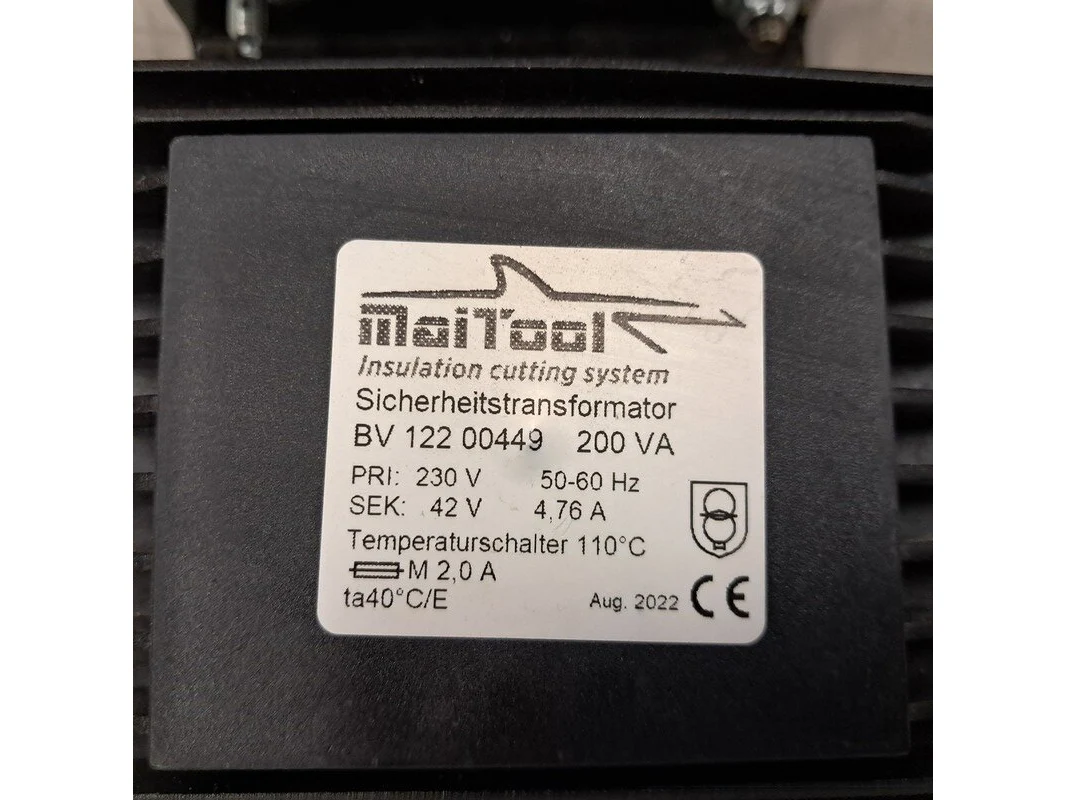 MaiTool
Insulation cutting system
Sicherheitstransformator
BV 122 00449 200 VA
PRI: 230 V 50-60 Hz
SEK: 42 V 4,76 A
Temperaturschalter 110°C
M 2,0 A
ta40°C/E
Aug. 2022 CE